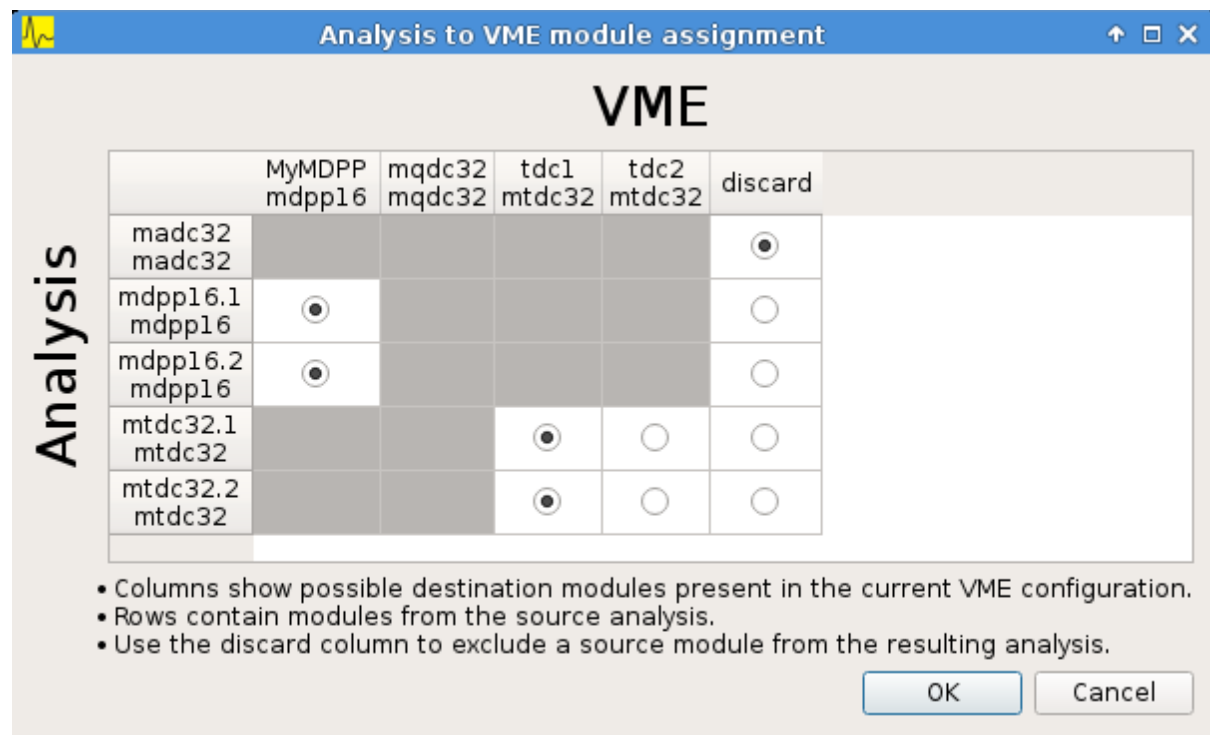 Analysis to VME module assignment
VME
MyMDPP mqdc32 tdc1 tdc2 discard
mdpp16 mqdc32 mtdc32 mtdc32
Analysis
madc32
madc32
mdpp16.1
mdpp16
mdpp16.2
mdpp16
mtdc32.1
mtdc32
mtdc32.2
mtdc32
• Columns show possible destination modules present in the current VME configuration.
• Rows contain modules from the source analysis.
• Use the discard column to exclude a source module from the resulting analysis.
OK Cancel